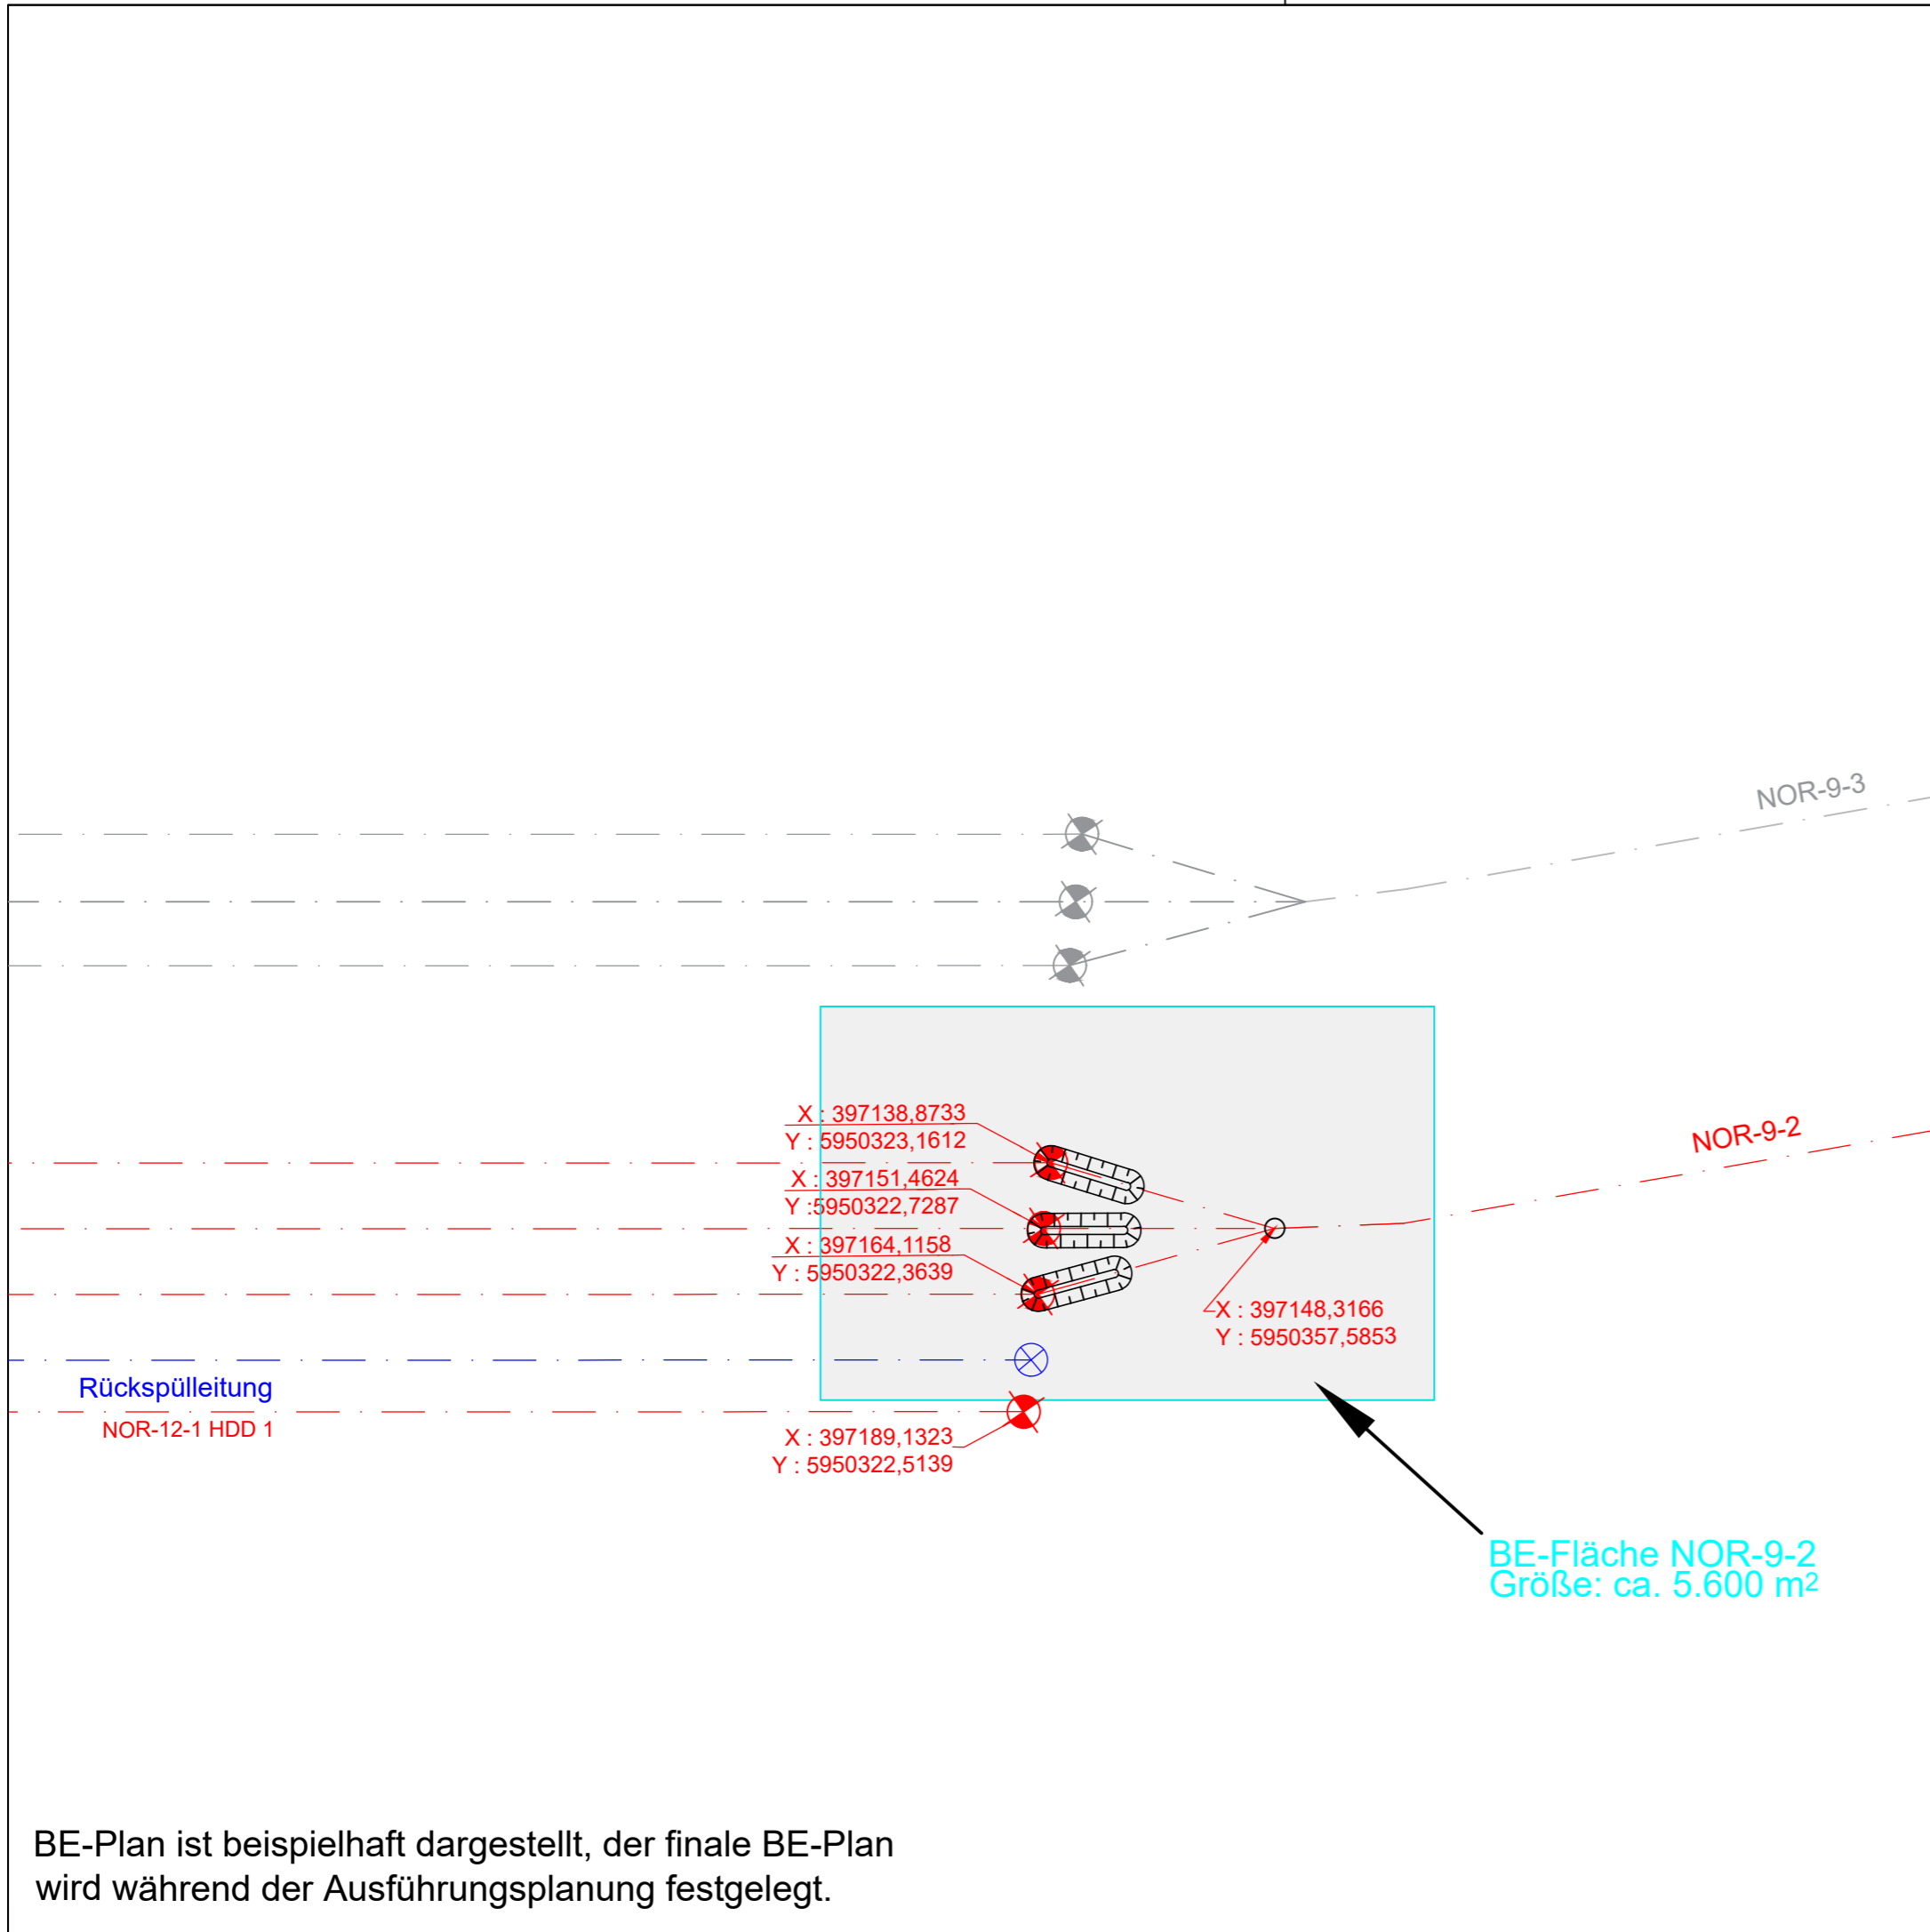 NOR-9-3
X : 397138,8733
Y : 5950323,1612
NOR-9-2
X : 397151,4624
Y :5950322,7287
X : 397164,1158
Y : 5950322,3639
X : 397148,3166
Y : 5950357,5853
Rückspülleitung
NOR-12-1 HDD 1
X : 397189,1323
Y : 5950322,5139
BE-Fläche NOR-9-2
Größe: ca. 5.600 m²
BE-Plan ist beispielhaft dargestellt, der finale BE-Plan
wird während der Ausführungsplanung festgelegt.